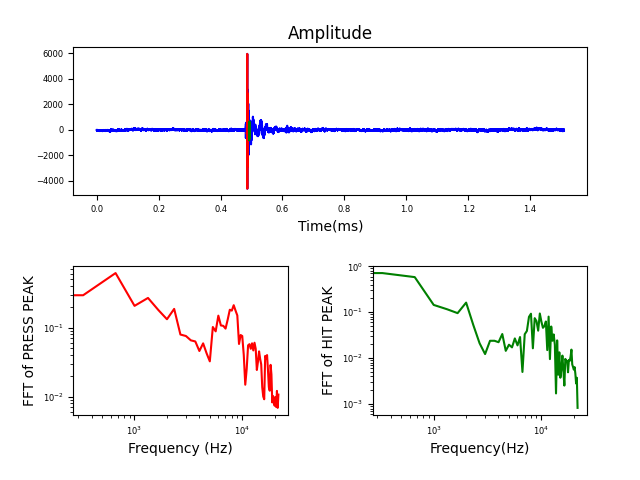 Amplitude
6000
4000
2000
0
−2000
−4000
0.0 0.2 0.4 0.6 0.8 1.0 1.2 1.4
Time(ms)
FFT of PRESS PEAK
10⁻¹
10⁻²
10³ 10⁴
Frequency (Hz)
FFT of HIT PEAK
10⁰
10⁻¹
10⁻²
10⁻³
10³ 10⁴
Frequency(Hz)